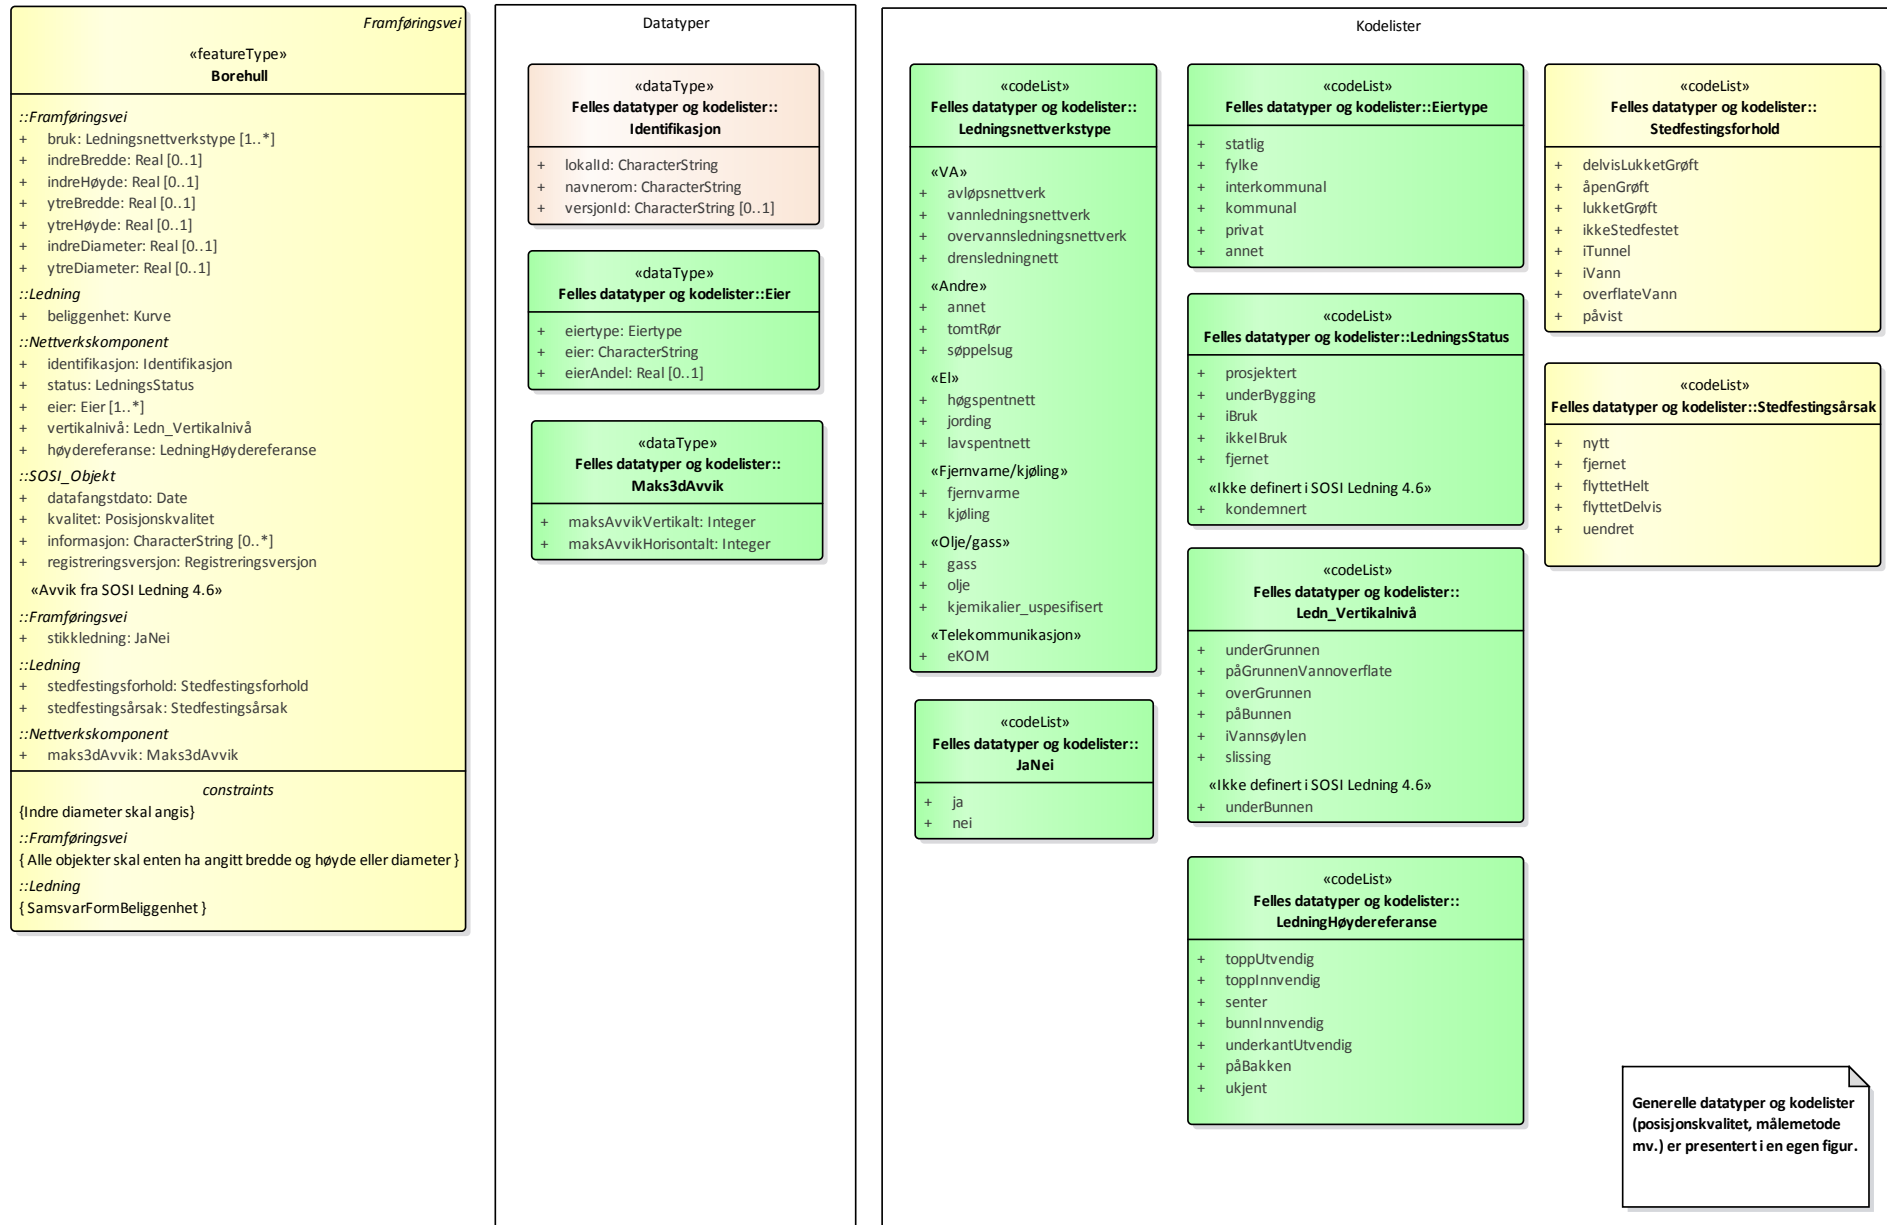 Framføringsvei
«featureType»
Borehull
::Framføringsvei
+ bruk: Ledningsnettverkstype [1..*]
+ indreBredde: Real [0..1]
+ indreHøyde: Real [0..1]
+ ytreBredde: Real [0..1]
+ ytreHøyde: Real [0..1]
+ indreDiameter: Real [0..1]
+ ytreDiameter: Real [0..1]
::Ledning
+ beliggenhet: Kurve
::Nettverkskomponent
+ identifikasjon: Identifikasjon
+ status: LedningsStatus
+ eier: Eier [1..*]
+ vertikalnivå: Ledn_Vertikalnivå
+ høydereferanse: LedningHøydereferanse
::SOSI_Objekt
+ datafangstdato: Date
+ kvalitet: Posisjonskvalitet
+ informasjon: CharacterString [0..*]
+ registreringsversjon: Registreringsversjon
«Avvik fra SOSI Ledning 4.6»
::Framføringsvei
+ stikkledning: JaNei
::Ledning
+ stedfestingsforhold: Stedfestingsforhold
+ stedfestingsårsak: Stedfestingsårsak
::Nettverkskomponent
+ maks3dAvvik: Maks3dAvvik
constraints
{Indre diameter skal angis}
::Framføringsvei
{ Alle objekter skal enten ha angitt bredde og høyde eller diameter }
::Ledning
{ SamsvarFormBeliggenhet }
Datatyper
«dataType»
Felles datatyper og kodelister::
Identifikasjon
+ lokalId: CharacterString
+ navnerom: CharacterString
+ versjonId: CharacterString [0..1]
«dataType»
Felles datatyper og kodelister::Eier
+ eiertype: Eiertype
+ eier: CharacterString
+ eierAndel: Real [0..1]
«dataType»
Felles datatyper og kodelister::
Maks3dAvvik
+ maksAvvikVertikalt: Integer
+ maksAvvikHorisontalt: Integer
Kodelister
«codeList»
Felles datatyper og kodelister::
Ledningsnettverkstype
«VA»
+ avløpsnettverk
+ vannledningsnettverk
+ overvannsledningsnettverk
+ drensledningnett
«Andre»
+ annet
+ tomtRør
+ søppelsug
«El»
+ høgspentnett
+ jording
+ lavspentnett
«Fjernvarne/kjøling»
+ fjernvarme
+ kjøling
«Olje/gass»
+ gass
+ olje
+ kjemikalier_uspesifisert
«Telekommunikasjon»
+ eKOM
«codeList»
Felles datatyper og kodelister::
JaNei
+ ja
+ nei
«codeList»
Felles datatyper og kodelister::Eiertype
+ statlig
+ fylke
+ interkommunal
+ kommunal
+ privat
+ annet
«codeList»
Felles datatyper og kodelister::LedningsStatus
+ prosjektert
+ underBygging
+ iBruk
+ ikkeIBruk
+ fjernet
«Ikke definert i SOSI Ledning 4.6»
+ kondemnert
«codeList»
Felles datatyper og kodelister::
Ledn_Vertikalnivå
+ underGrunnen
+ påGrunnenVannoverflate
+ overGrunnen
+ påBunnen
+ iVannsøylen
+ slissing
«Ikke definert i SOSI Ledning 4.6»
+ underBunnen
«codeList»
Felles datatyper og kodelister::
LedningHøydereferanse
+ toppUtvendig
+ toppInnvendig
+ senter
+ bunnInnvendig
+ underkantUtvendig
+ påBakken
+ ukjent
«codeList»
Felles datatyper og kodelister::
Stedfestingsforhold
+ delvisLukketGrøft
+ åpenGrøft
+ lukketGrøft
+ ikkeStedfestet
+ iTunnel
+ iVann
+ overflateVann
+ påvist
«codeList»
Felles datatyper og kodelister::Stedfestingsårsak
+ nytt
+ fjernet
+ flyttetHelt
+ flyttetDelvis
+ uendret
Generelle datatyper og kodelister
(posisjonskvalitet, målemetode
mv.) er presentert i en egen figur.